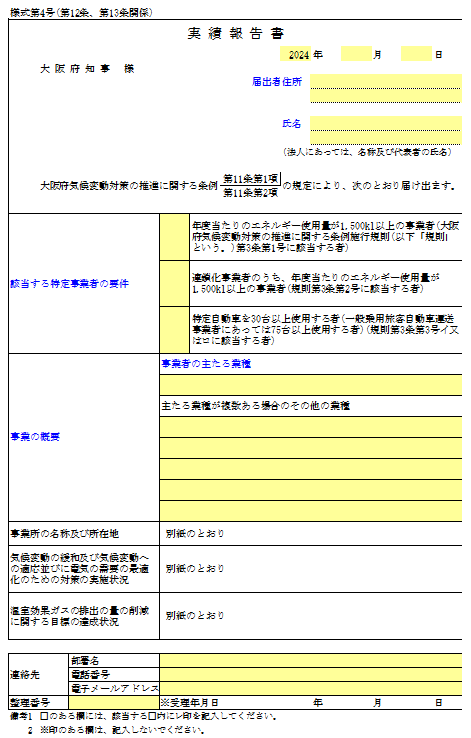 様式第4号(第12条、第13条関係)
実績報告書
2024 年 月 日
大阪府知事 様
届出者住所
氏名
(法人にあっては、名称及び代表者の氏名)
第11条第1項
大阪府気候変動対策の推進に関する条例 の規定により、次のとおり届け出ます。
第11条第2項
該当する特定事業者の要件
年度当たりのエネルギー使用量が1,500kl以上の事業者(大阪
府気候変動対策の推進に関する条例施行規則(以下「規則」
という。)第3条第1号に該当する者)
連鎖化事業者のうち、年度当たりのエネルギー使用量が
1,500kl以上の事業者(規則第3条第2号に該当する者)
特定自動車を30台以上使用する者(一般乗用旅客自動車運送
事業者にあっては75台以上使用する者)(規則第3条第3号イ又
はロに該当する者)
事業の概要
事業者の主たる業種
主たる業種が複数ある場合のその他の業種
事業所の名称及び所在地 別紙のとおり
気候変動の緩和及び気候変動へ
の適応並びに電気の需要の最適
化のための対策の実施状況
別紙のとおり
温室効果ガスの排出の量の削減
に関する目標の達成状況
別紙のとおり
連絡先
部署名
電話番号
電子メールアドレス
整理番号 ※受理年月日 年 月 日
備考1 □のある欄には、該当する□内にレ印を記入してください。
2 ※印のある欄は、記入しないでください。